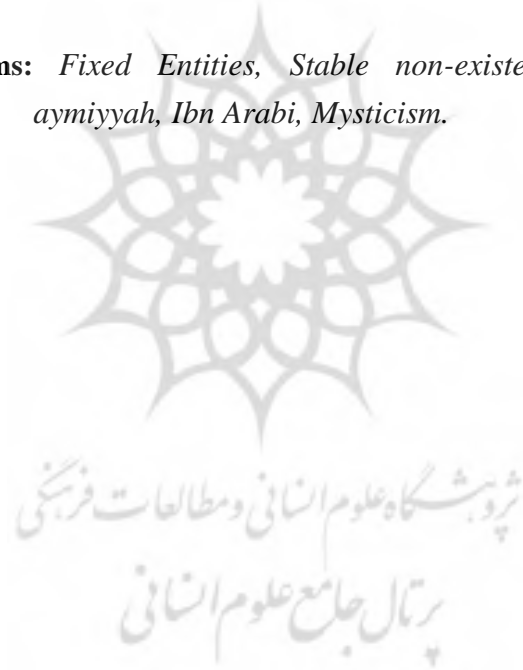 ms: Fixed Entities, Stable non-existe
aymiyyah, Ibn Arabi, Mysticism.
پژوهشگاه علوم انسانی و مطالعات فرهنگی
پرتال جامع علوم انسانی